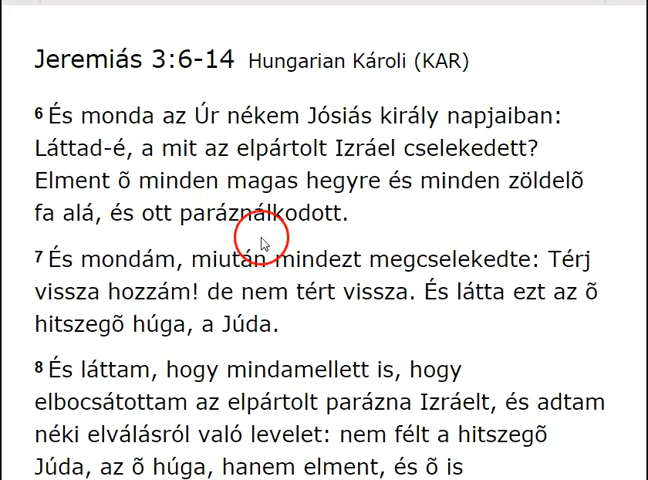 Jeremiás 3:6-14 Hungarian Károli (KAR)
6 És monda az Úr nékem Jósiás király napjaiban:
Láttad-é, a mit az elpártolt Izráel cselekedett?
Elment õ minden magas hegyre és minden zöldelõ
fa alá, és ott paráználkodott.
7 És mondám, miután mindezt megcselekedte: Térj
vissza hozzám! de nem tért vissza. És látta ezt az õ
hitszegõ húga, a Júda.
8 És láttam, hogy mindamellett is, hogy
elbocsátottam az elpártolt parázna Izráelt, és adtam
néki elválásról való levelet: nem félt a hitszegõ
Júda, az õ húga, hanem elment, és õ is